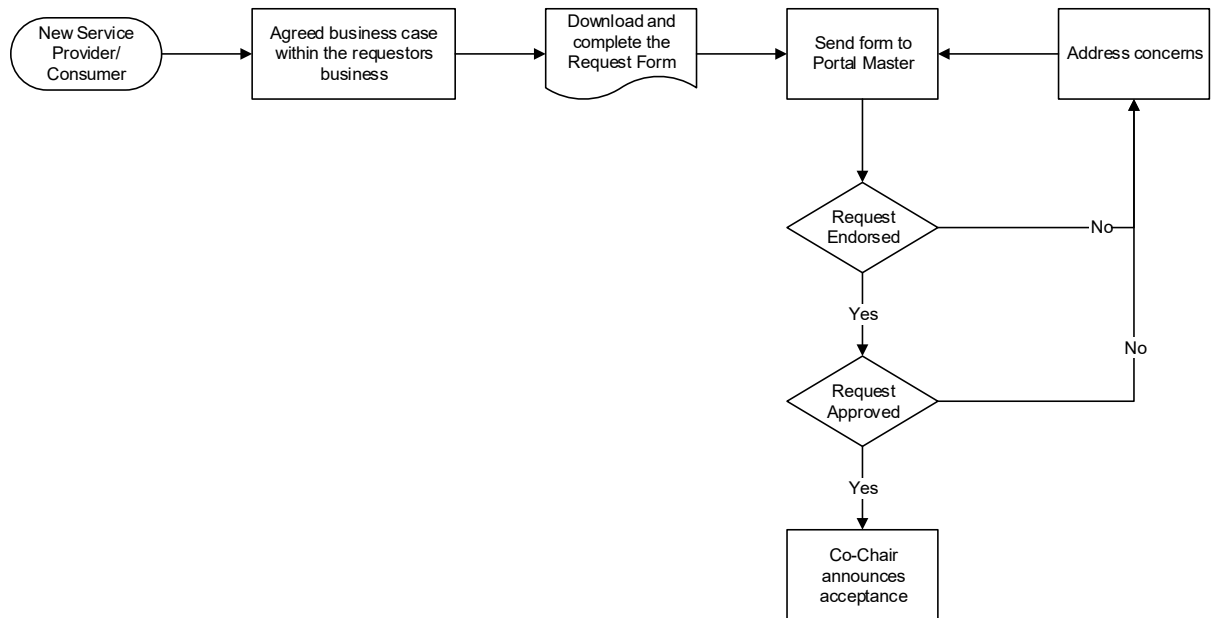 New Service
Provider/
Consumer
Agreed business case
within the requestors
business
Download and
complete the
Request Form
Send form to
Portal Master
Address concerns
Request
Endorsed
No
Yes
No
Request
Approved
Yes
Co-Chair
announces
acceptance